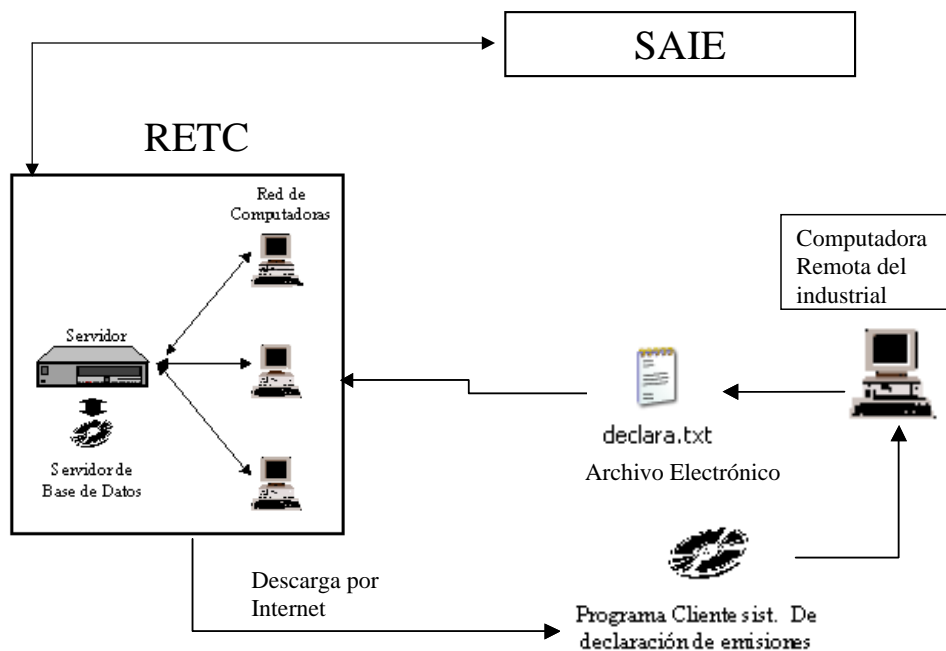 SAIE
RETC
Red de
Computadoras
Servidor
Servidor de
Base de Datos
Computadora
Remota del
industrial
declara.txt
Archivo Electrónico
Descarga por
Internet
Programa Cliente sist. De
declaración de emisiones